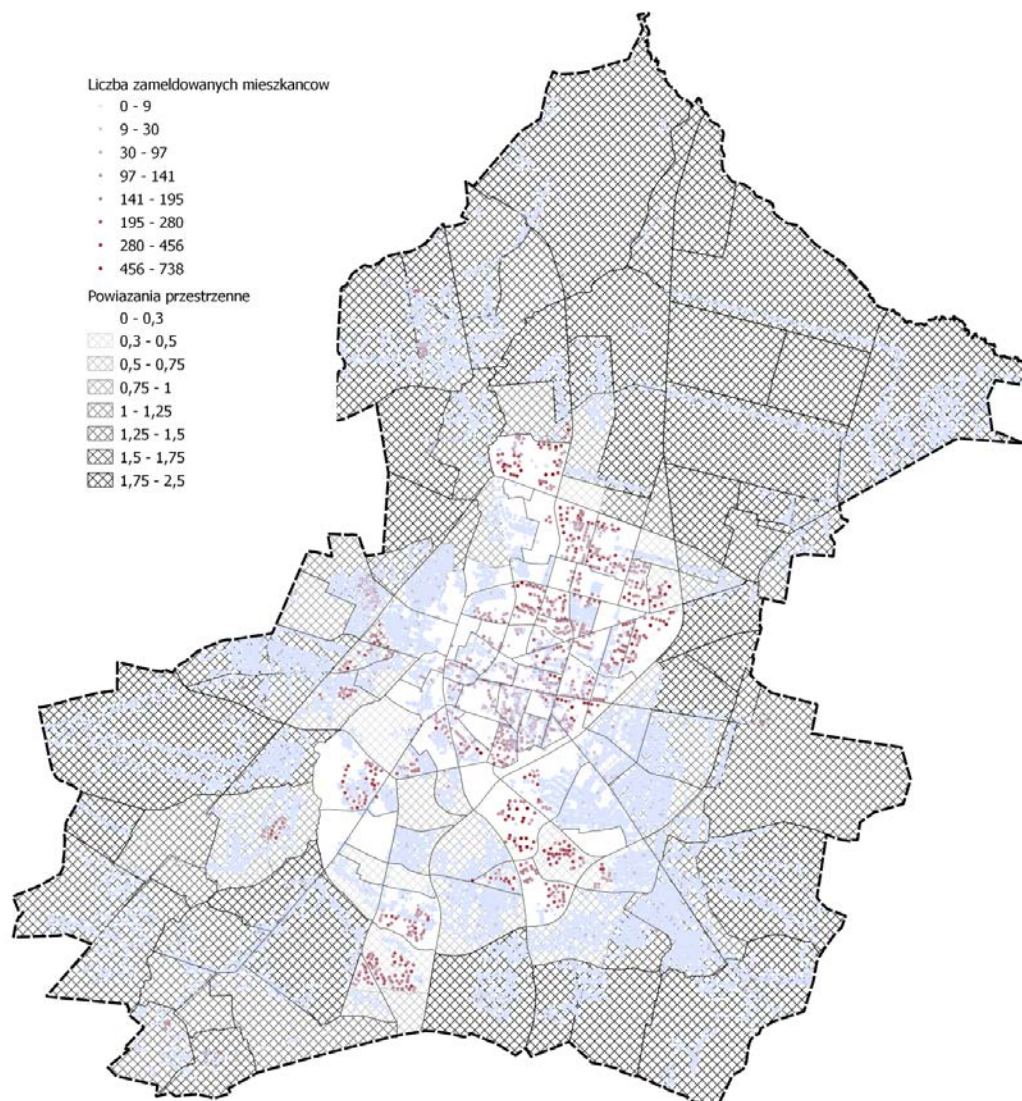 Liczba zameldowanych mieszkancow
0 - 9
9 - 30
30 - 97
97 - 141
141 - 195
195 - 280
280 - 456
456 - 738
Powiazania przestrzenne
0 - 0,3
0,3 - 0,5
0,5 - 0,75
0,75 - 1
1 - 1,25
1,25 - 1,5
1,5 - 1,75
1,75 - 2,5